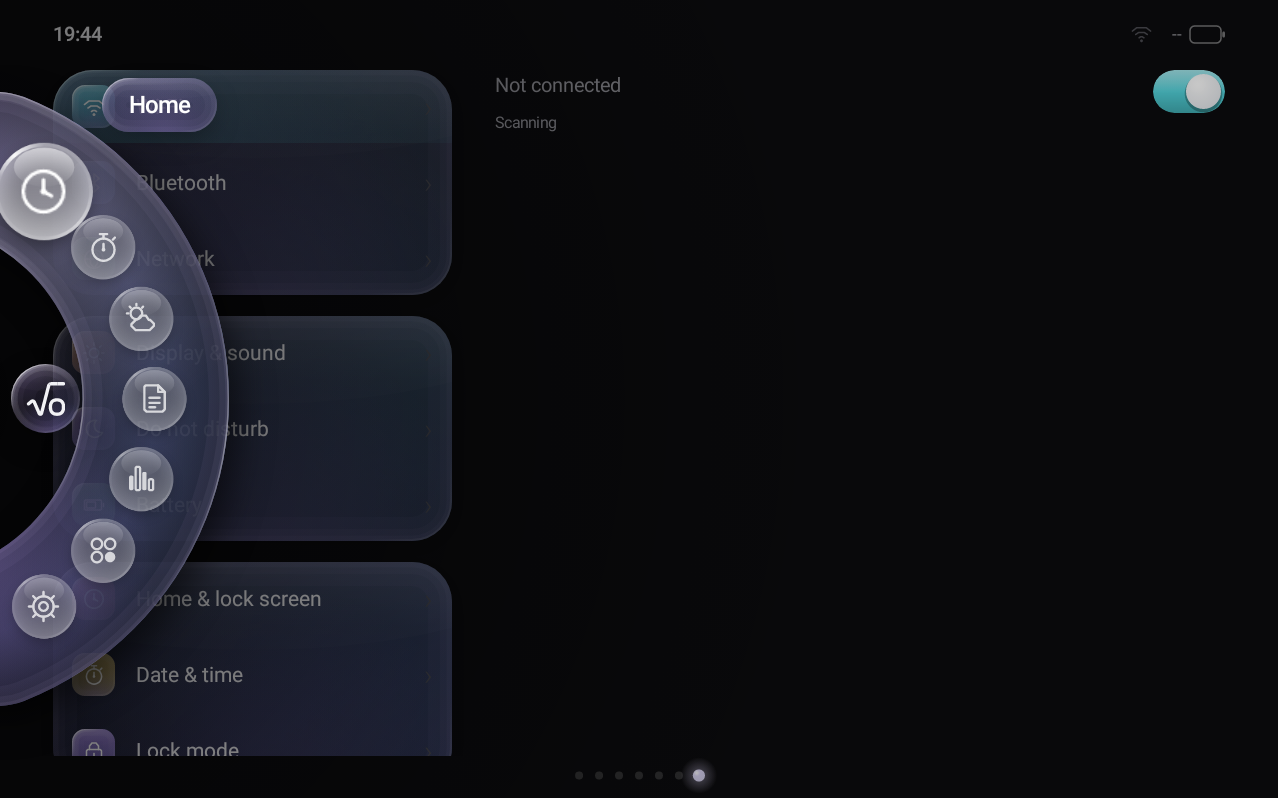 19:44
--
Home
Not connected
Scanning
Bluetooth
Network
Display & sound
Do not disturb
Battery
Home & lock screen
Date & time
Lock mode